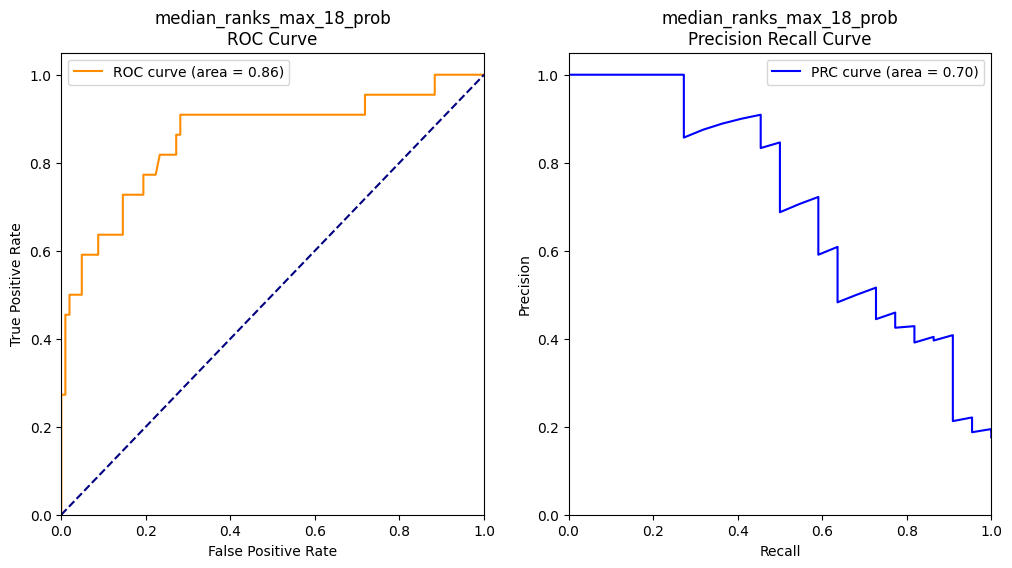 median_ranks_max_18_prob
ROC Curve
ROC curve (area = 0.86)
1.0
0.8
0.6
0.4
0.2
0.0
True Positive Rate
0.0 0.2 0.4 0.6 0.8 1.0
False Positive Rate
median_ranks_max_18_prob
Precision Recall Curve
PRC curve (area = 0.70)
1.0
0.8
0.6
0.4
0.2
0.0
Precision
0.0 0.2 0.4 0.6 0.8 1.0
Recall